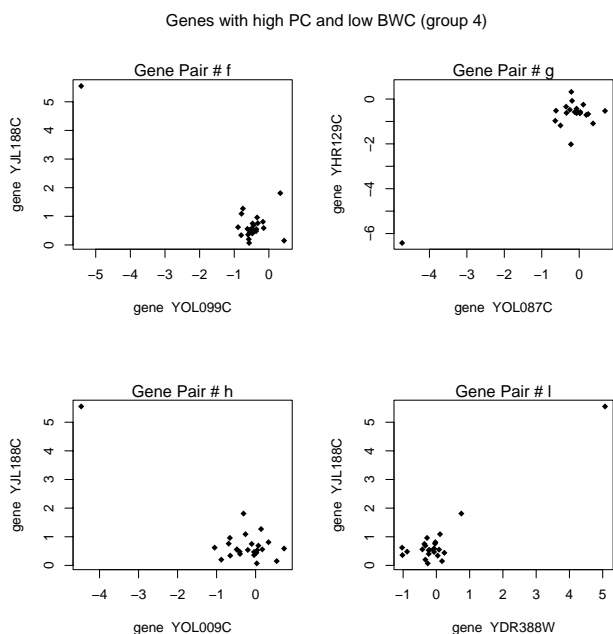 Genes with high PC and low BWC (group 4)
Gene Pair # f
gene YJL188C
5
4
3
2
1
0
−5 −4 −3 −2 −1 0
gene YOL099C
Gene Pair # g
gene YHR129C
0
−2
−4
−6
−4 −3 −2 −1 0
gene YOL087C
Gene Pair # h
gene YJL188C
5
4
3
2
1
0
−4 −3 −2 −1 0
gene YOL009C
Gene Pair # I
gene YJL188C
5
4
3
2
1
0
−1 0 1 2 3 4 5
gene YDR388W